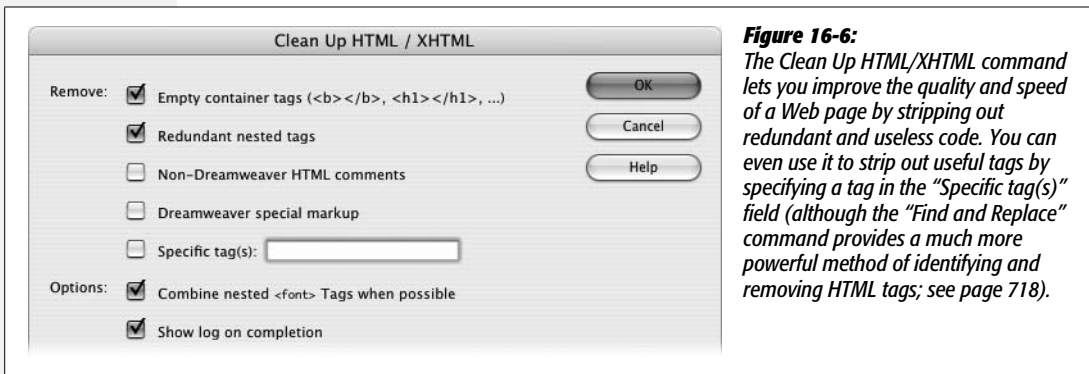 Clean Up HTML / XHTML
Remove:
Empty container tags (<b></b>, <h1></h1>, ...)
Redundant nested tags
Non-Dreamweaver HTML comments
Dreamweaver special markup
Specific tag(s):
Options:
Combine nested <font> Tags when possible
Show log on completion
OK
Cancel
Help
Figure 16-6:
The Clean Up HTML/XHTML command
lets you improve the quality and speed
of a Web page by stripping out
redundant and useless code. You can
even use it to strip out useful tags by
specifying a tag in the “Specific tag(s)”
field (although the “Find and Replace”
command provides a much more
powerful method of identifying and
removing HTML tags; see page 718).